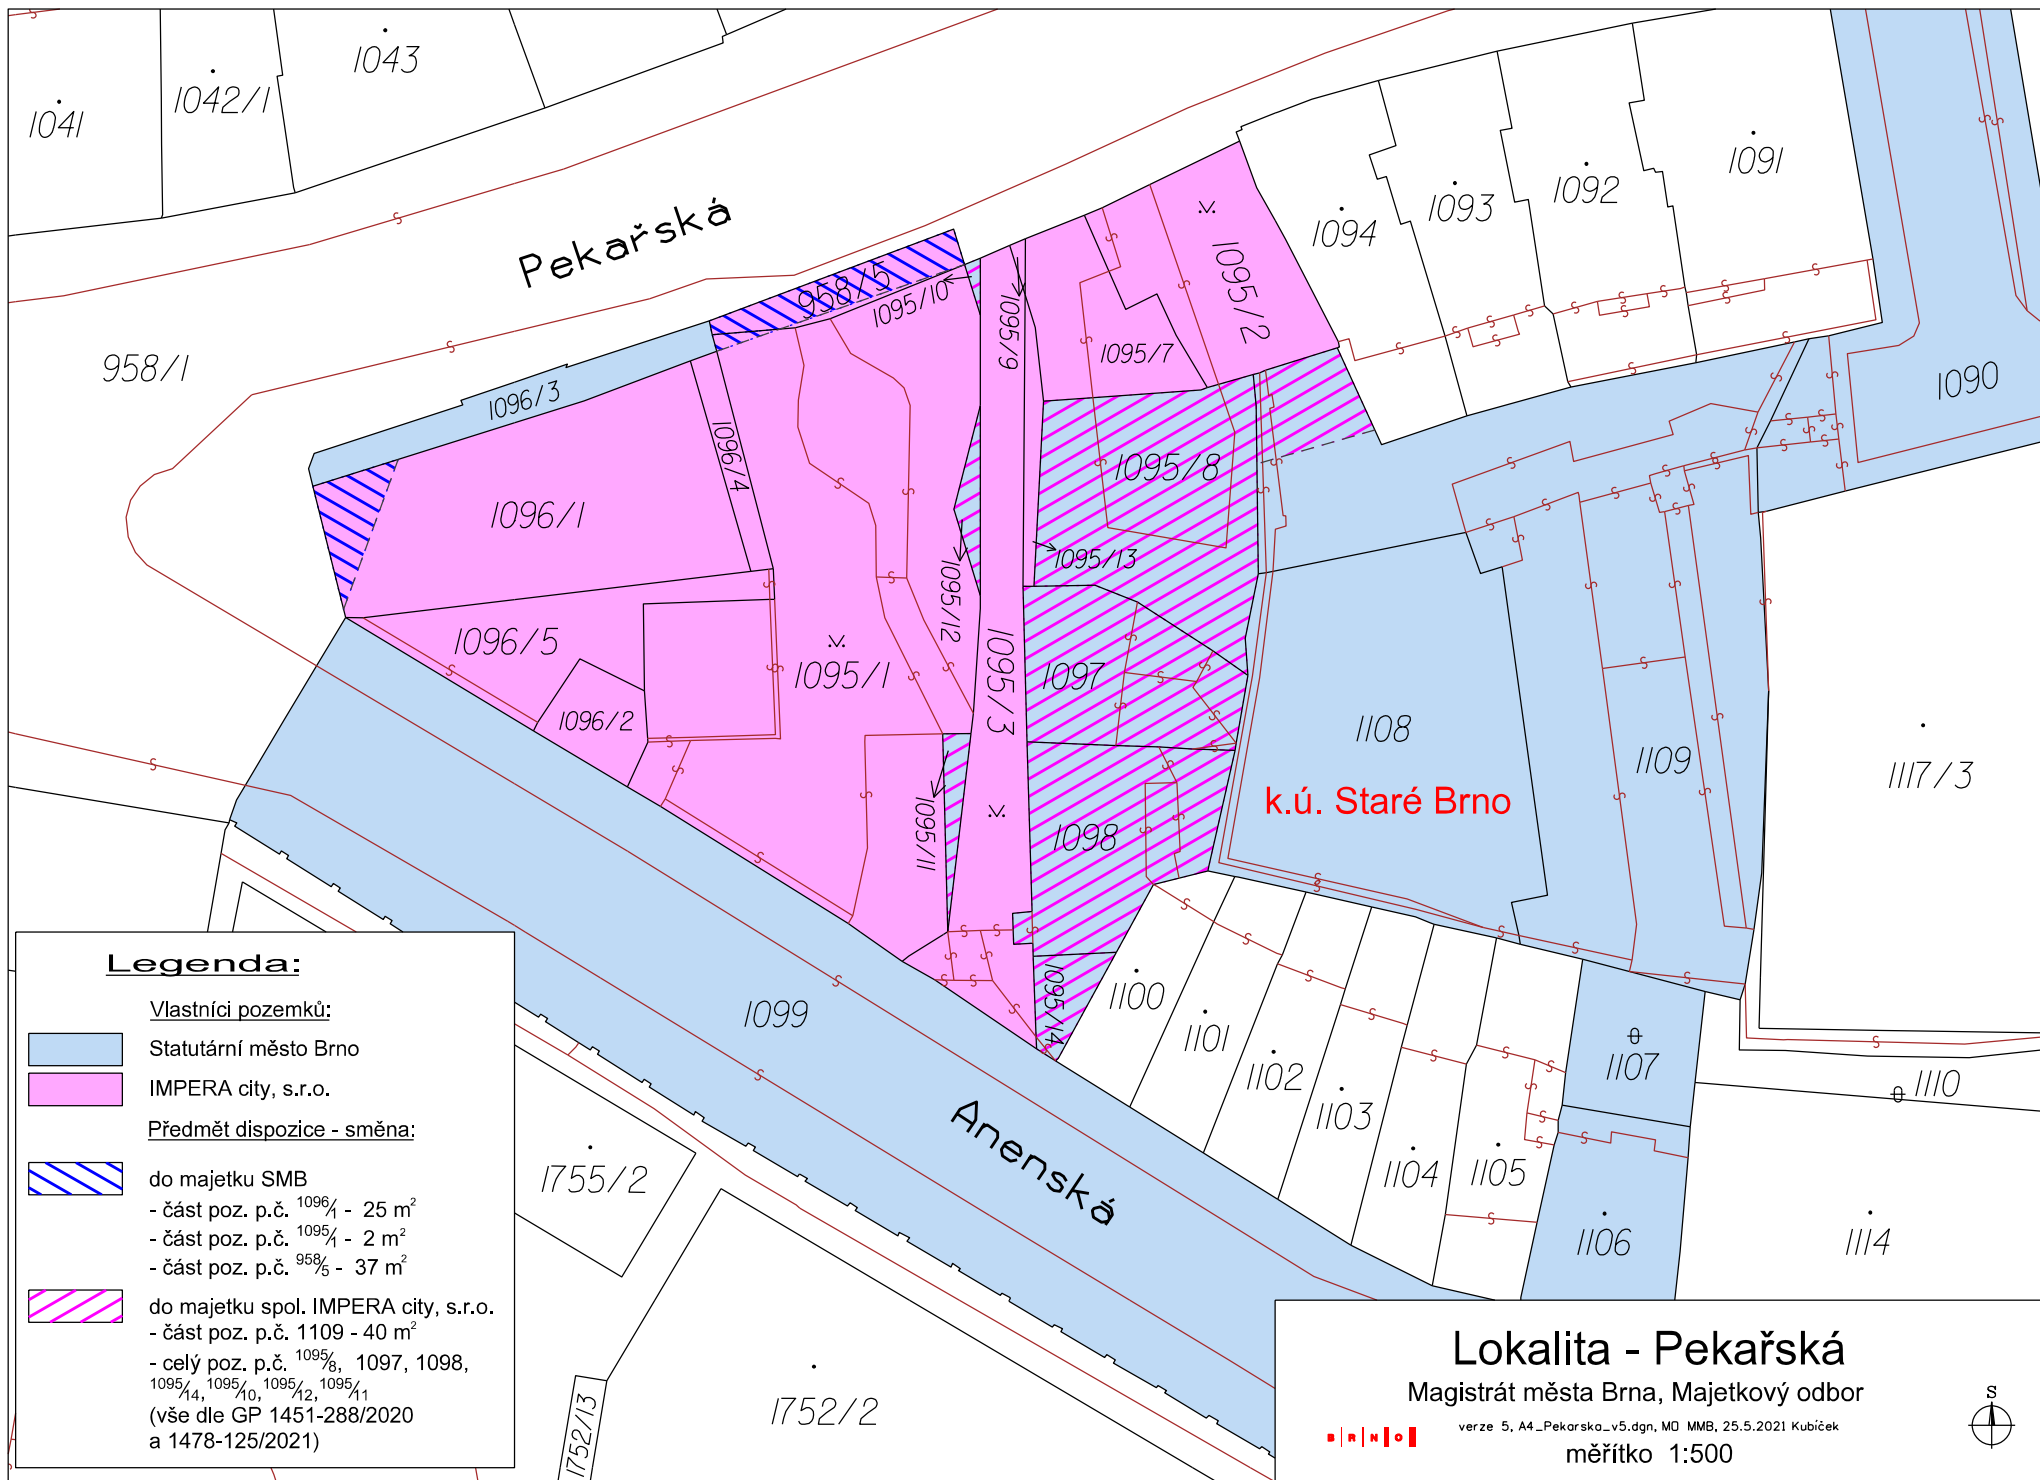 1041
1042/1
1043
Pekařská
958/1
958/5
1095/10
1095/9
1095/7
1095/2
1094
1093
1092
1091
1090
1096/3
1096/4
1096/1
1095/8
1095/13
1095/12
1096/5
1096/2
1095/1
1095/3
1097
1108
1109
1117/3
k.ú. Staré Brno
1095/11
1098
1095/14
1099
1100
1101
1102
1103
1104
1105
1107
1110
1106
1114
Anenská
1755/2
1752/2
1752/13
Legenda:
Vlastníci pozemků:
Statutární město Brno
IMPERA city, s.r.o.
Předmět dispozice - směna:
do majetku SMB
- část poz. p.č. 1096/1 - 25 m²
- část poz. p.č. 1095/1 - 2 m²
- část poz. p.č. 958/5 - 37 m²
do majetku spol. IMPERA city, s.r.o.
- část poz. p.č. 1109 - 40 m²
- celý poz. p.č. 1095/8, 1097, 1098,
1095/14, 1095/10, 1095/12, 1095/11
(vše dle GP 1451-288/2020
a 1478-125/2021)
Lokalita - Pekařská
Magistrát města Brna, Majetkový odbor
verze 5, A4_Pekarska_v5.dgn, MO MMB, 25.5.2021 Kubíček
měřítko 1:500
BRNO
S